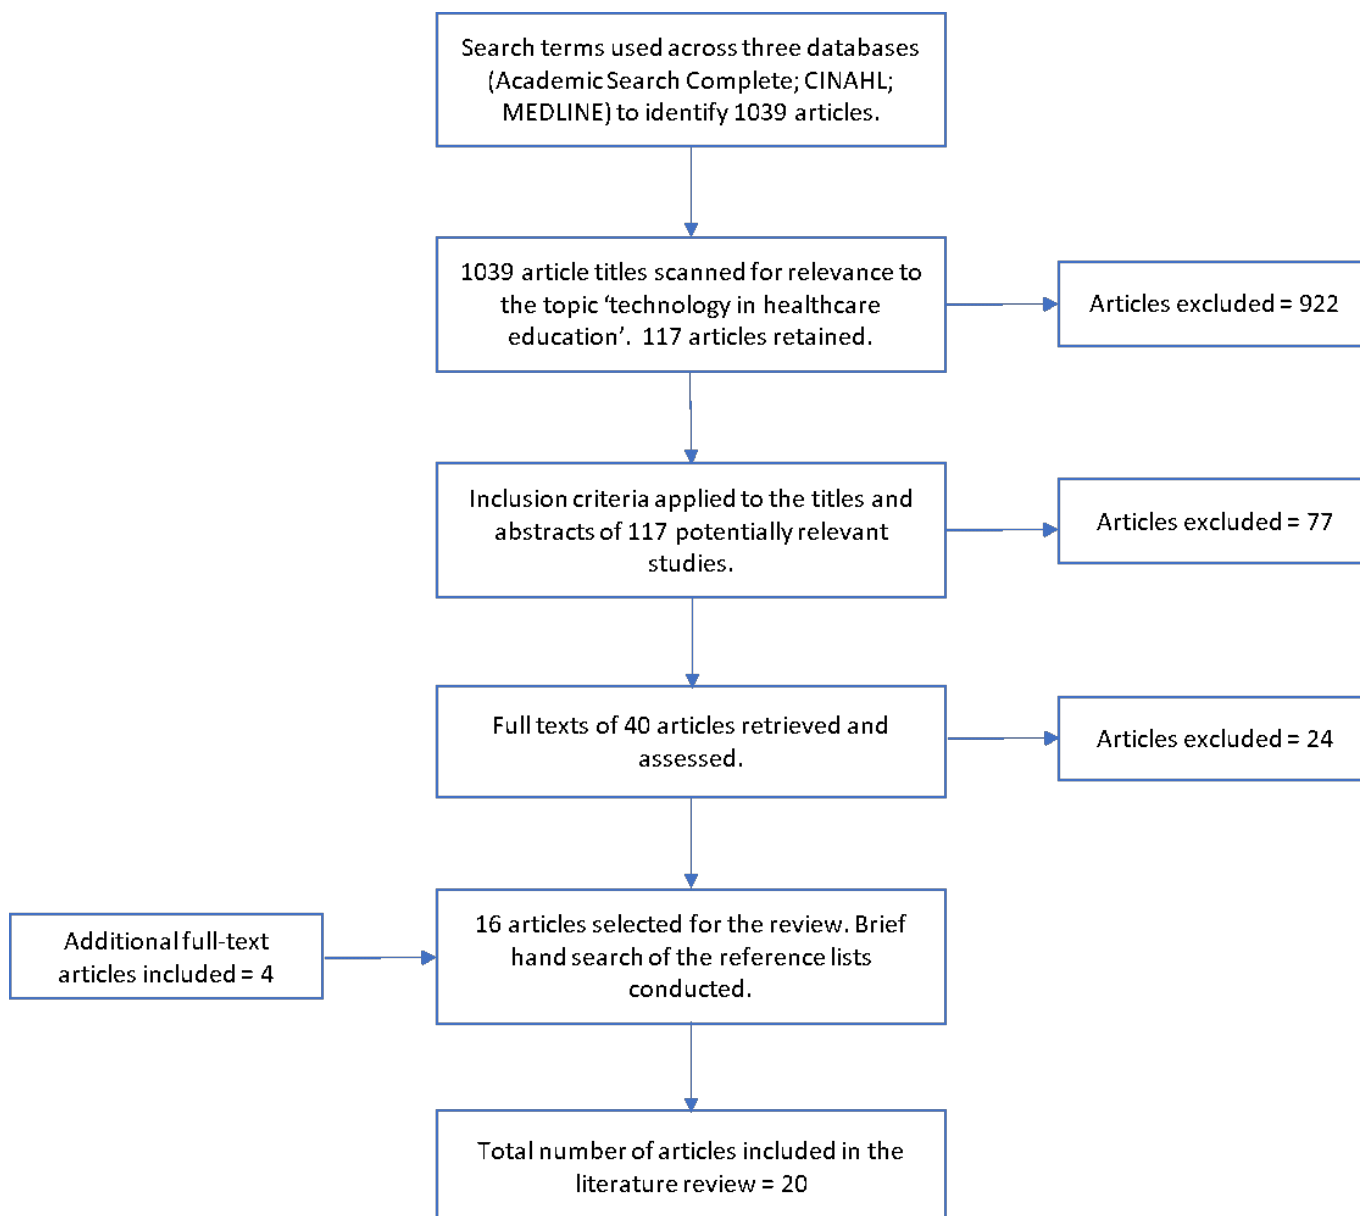 Search terms used across three databases
(Academic Search Complete; CINAHL;
MEDLINE) to identify 1039 articles.
1039 article titles scanned for relevance to
the topic ‘technology in healthcare
education’. 117 articles retained.
Articles excluded = 922
Inclusion criteria applied to the titles and
abstracts of 117 potentially relevant
studies.
Articles excluded = 77
Full texts of 40 articles retrieved and
assessed.
Articles excluded = 24
Additional full-text
articles included = 4
16 articles selected for the review. Brief
hand search of the reference lists
conducted.
Total number of articles included in the
literature review = 20